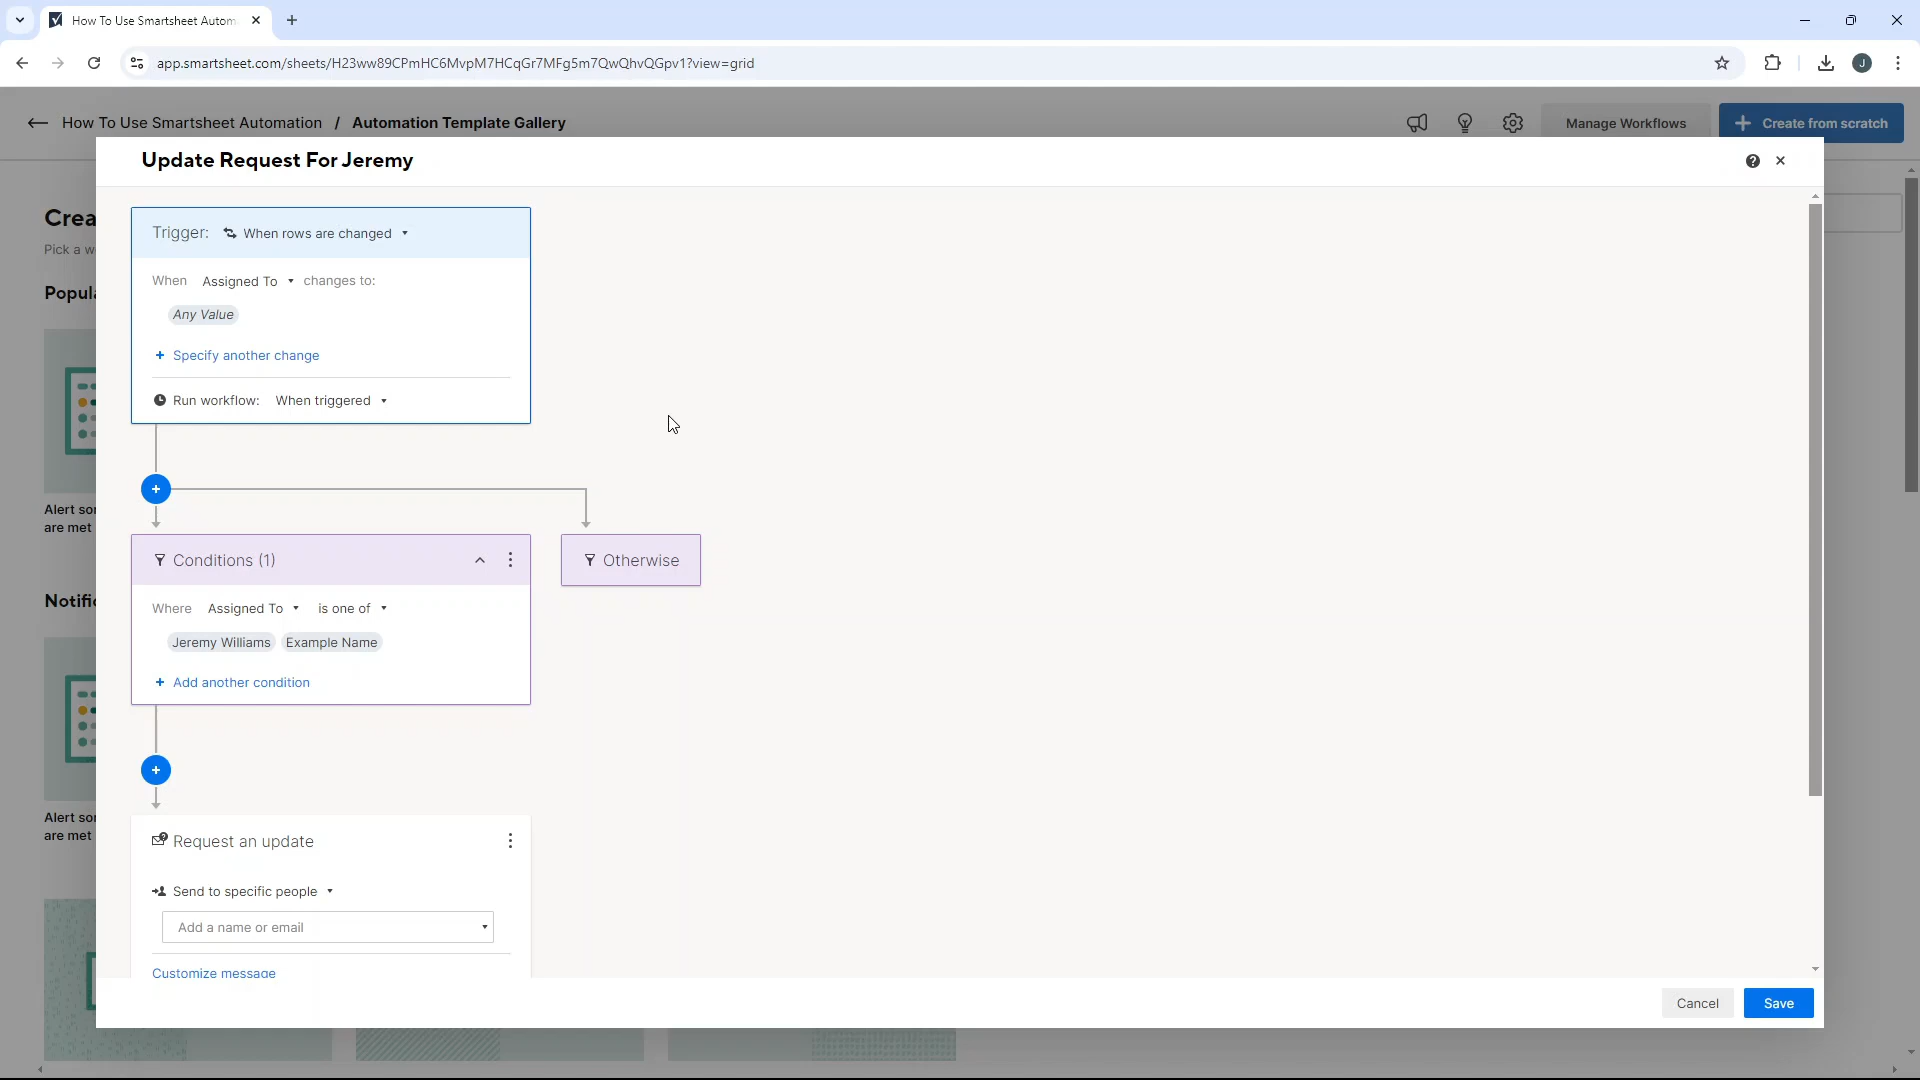 How To Use Smartsheet Autom
app.smartsheet.com/sheets/H23ww89CPmHC6MvpM7HCqGr7MFg5m7QwQhvQGpv1?view=grid
J
How To Use Smartsheet Automation / Automation Template Gallery
Manage Workflows
Create from scratch
Update Request For Jeremy
Crea
Pick a w
Popula
Trigger: When rows are changed
When Assigned To changes to:
Any Value
+ Specify another change
Run workflow: When triggered
Alert so
are met
Conditions (1)
Otherwise
Where Assigned To is one of
Notific
Jeremy Williams Example Name
+ Add another condition
Alert so
are met
Request an update
Send to specific people
Add a name or email
Customize message
Cancel
Save